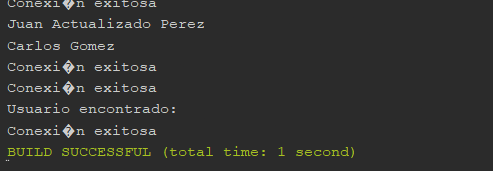 Conexi�n exitosa
Juan Actualizado Perez
Carlos Gomez
Conexi�n exitosa
Conexi�n exitosa
Usuario encontrado:
Conexi�n exitosa
BUILD SUCCESSFUL (total time: 1 second)